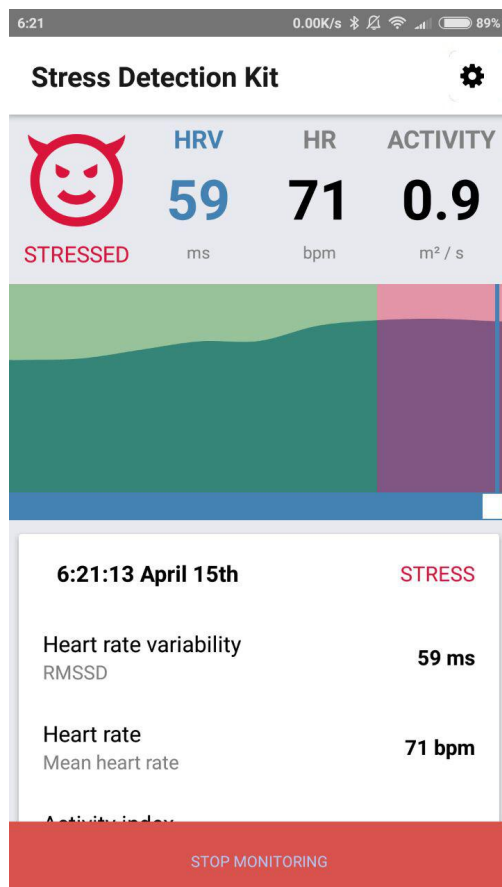 6:21 0.00K/s 89%
Stress Detection Kit
HRV HR ACTIVITY
59 71 0.9
STRESSED ms bpm m² / s
6:21:13 April 15th STRESS
Heart rate variability
RMSSD
59 ms
Heart rate
Mean heart rate
71 bpm
Activity index
STOP MONITORING